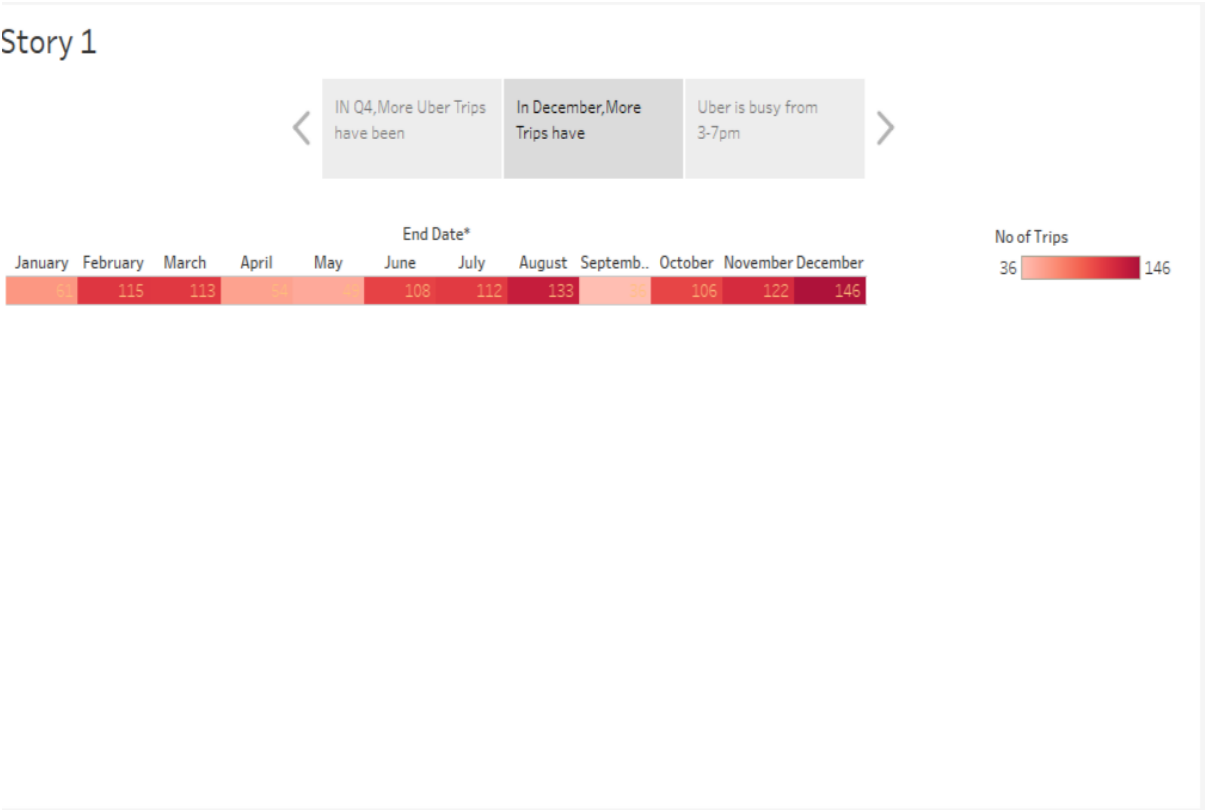 Story 1
IN Q4,More Uber Trips
have been
In December,More
Trips have
Uber is busy from
3-7pm
End Date*
No of Trips
January February March April May June July August Septemb.. October November December
36 146
61 115 113 54 108 112 133 106 122 146